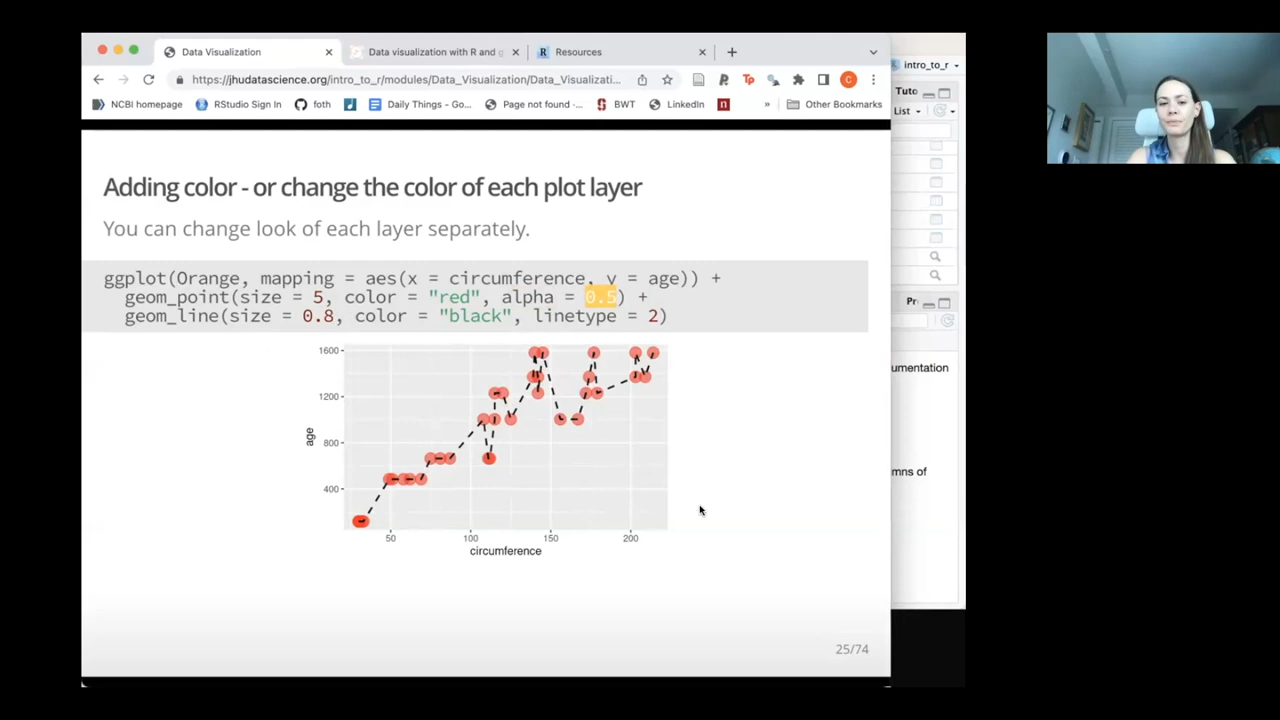 Data Visualization
Data visualization with R and g
Resources
https://jhudatascience.org/intro_to_r/modules/Data_Visualization/Data_Visualizati...
NCBI homepage
RStudio Sign In
foth
Daily Things - Go...
Page not found -...
BWT
LinkedIn
»
Other Bookmarks
intro_to_r
Tuto
List
Adding color - or change the color of each plot layer
You can change look of each layer separately.
ggplot(Orange, mapping = aes(x = circumference, y = age)) +
geom_point(size = 5, color = "red", alpha = 0.5) +
geom_line(size = 0.8, color = "black", linetype = 2)
Pr
umentation
mns of
1600
1200
800
400
age
50 100 150 200
circumference
25/74